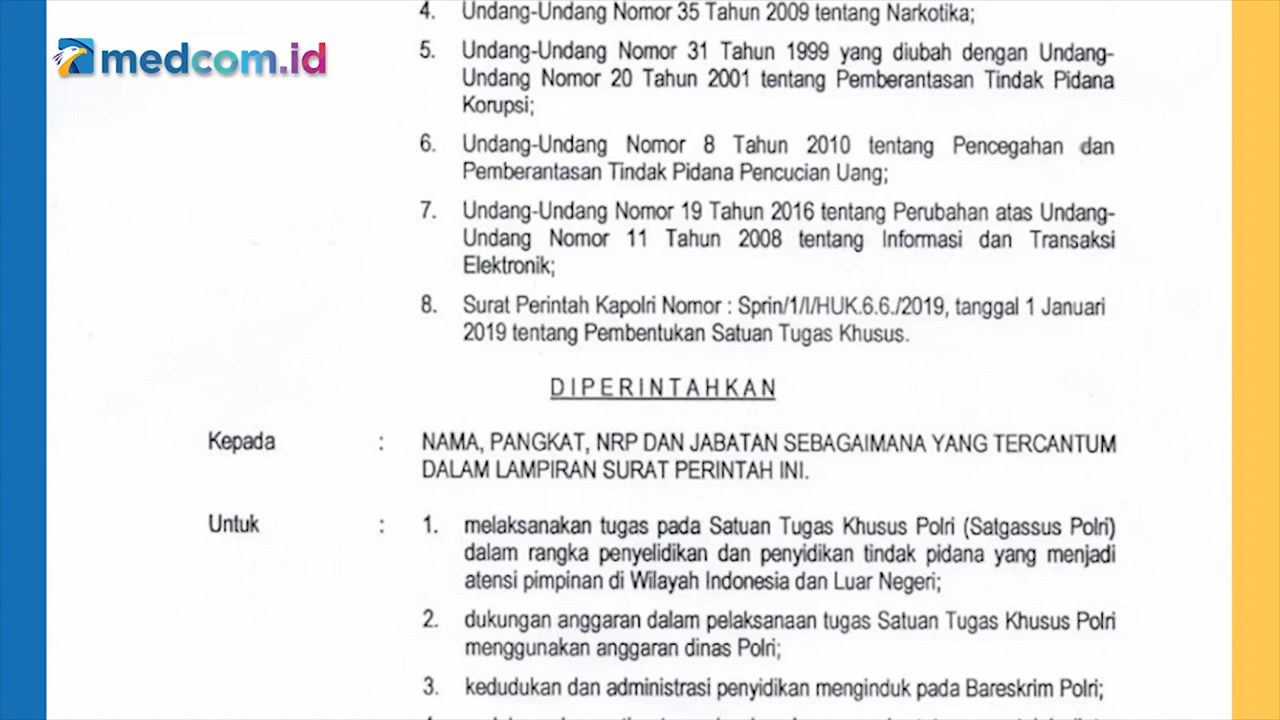 medcom.id
4. Undang-Undang Nomor 35 Tahun 2009 tentang Narkotika;
5. Undang-Undang Nomor 31 Tahun 1999 yang diubah dengan Undang-
Undang Nomor 20 Tahun 2001 tentang Pemberantasan Tindak Pidana
Korupsi;
6. Undang-Undang Nomor 8 Tahun 2010 tentang Pencegahan dan
Pemberantasan Tindak Pidana Pencucian Uang;
7. Undang-Undang Nomor 19 Tahun 2016 tentang Perubahan atas Undang-
Undang Nomor 11 Tahun 2008 tentang Informasi dan Transaksi
Elektronik;
8. Surat Perintah Kapolri Nomor : Sprin/1/I/HUK.6.6./2019, tanggal 1 Januari
2019 tentang Pembentukan Satuan Tugas Khusus.
DIPERINTAHKAN
Kepada : NAMA, PANGKAT, NRP DAN JABATAN SEBAGAIMANA YANG TERCANTUM
DALAM LAMPIRAN SURAT PERINTAH INI.
Untuk : 1. melaksanakan tugas pada Satuan Tugas Khusus Polri (Satgassus Polri)
dalam rangka penyelidikan dan penyidikan tindak pidana yang menjadi
atensi pimpinan di Wilayah Indonesia dan Luar Negeri;
2. dukungan anggaran dalam pelaksanaan tugas Satuan Tugas Khusus Polri
menggunakan anggaran dinas Polri;
3. kedudukan dan administrasi penyidikan menginduk pada Bareskrim Polri;